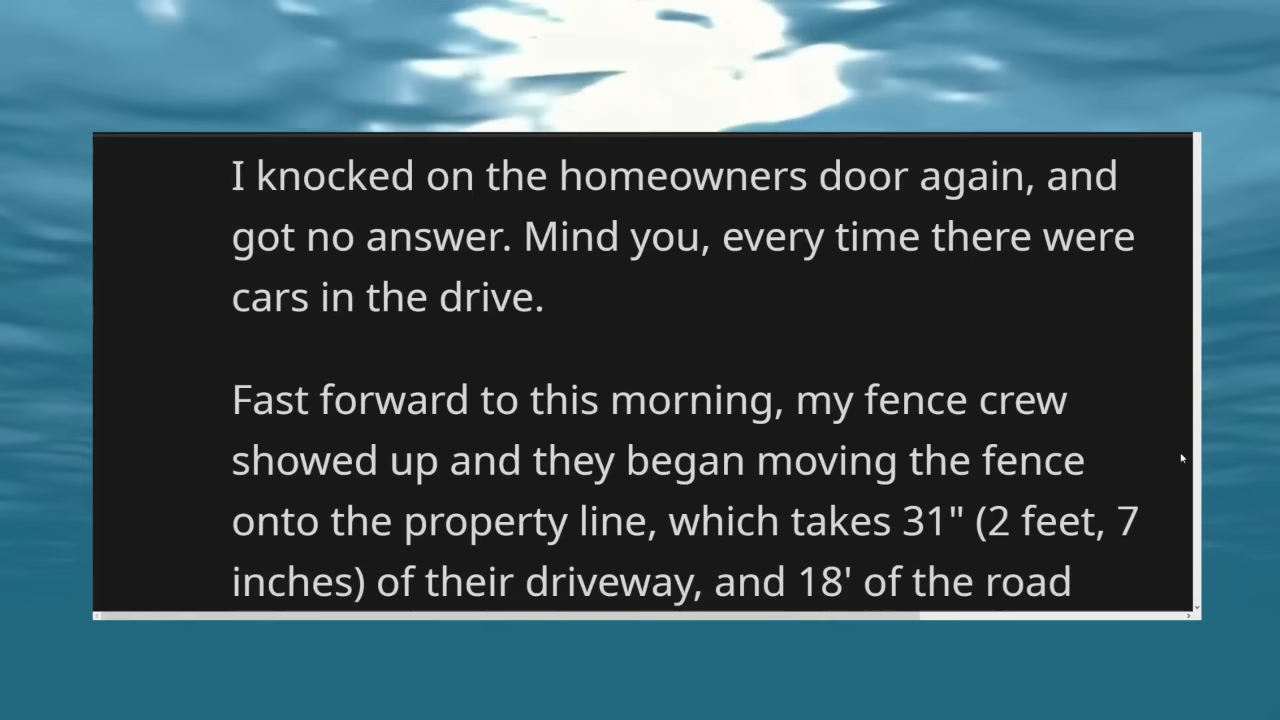 I knocked on the homeowners door again, and
got no answer. Mind you, every time there were
cars in the drive.
Fast forward to this morning, my fence crew
showed up and they began moving the fence
onto the property line, which takes 31" (2 feet, 7
inches) of their driveway, and 18' of the road